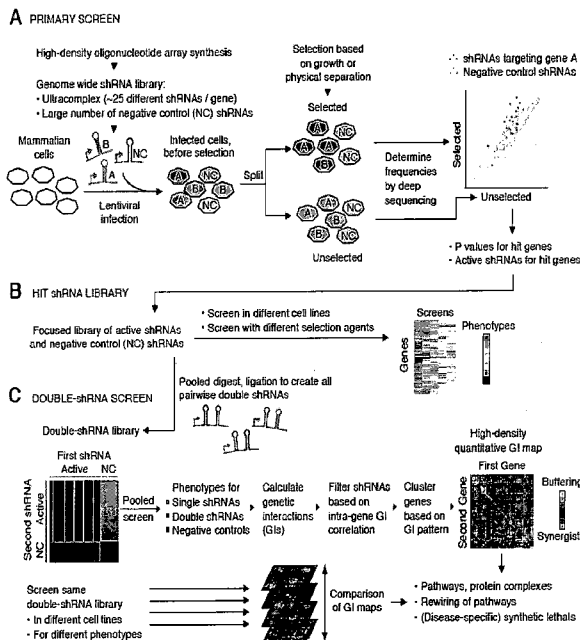 A PRIMARY SCREEN
High-density oligonucleotide array synthesis
Genome wide shRNA library:
• Ultracomplex (~25 different shRNAs / gene)
• Large number of negative control (NC) shRNAs
Mammalian
cells
B
NC
A
Lentiviral
infection
Infected cells,
before selection
A
NC
B
A
B
NC
Split
Selection based
on growth or
physical separation
Selected
A
NC
A
A
B
A
NC
A
B
B
NC
Unselected
Determine
frequencies
by deep
sequencing
shRNAs targeting gene A
Negative control shRNAs
Selected
Unselected
• P values for hit genes
• Active shRNAs for hit genes
B HIT shRNA LIBRARY
Focused library of active shRNAs
and negative control (NC) shRNAs
• Screen in different cell lines
• Screen with different selection agents
Screens
Genes
Phenotypes
C DOUBLE-shRNA SCREEN
Pooled digest, ligation to create all
pairwise double shRNAs
Double-shRNA library
First shRNA
Active NC
Second shRNA
Active
NC
Pooled
screen
Phenotypes for
Single shRNAs
Double shRNAs
Negative controls
Calculate
genetic
interactions
(GIs)
Filter shRNAs
based on
intra-gene GI
correlation
Cluster
genes
based on
GI pattern
High-density
quantitative GI map
First Gene
Second Gene
Buffering
Synergist
Screen same
double-shRNA library
• In different cell lines
• For different phenotypes
Comparison
of GI maps
• Pathways, protein complexes
• Rewiring of pathways
• (Disease-specific) synthetic lethals